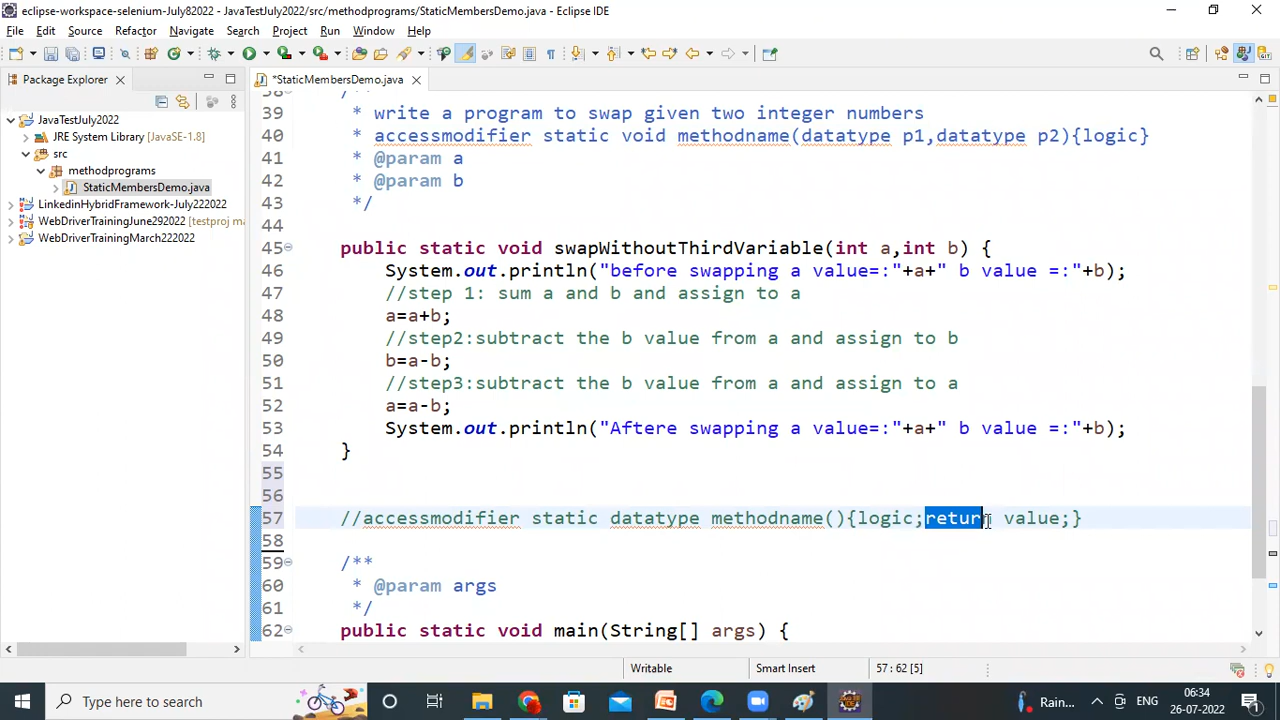 eclipse-workspace-selenium-July82022 - JavaTestJuly2022/src/methodprograms/StaticMembersDemo.java - Eclipse IDE
File Edit Source Refactor Navigate Search Project Run Window Help
Package Explorer
*StaticMembersDemo.java
JavaTestJuly2022
JRE System Library [JavaSE-1.8]
src
methodprograms
StaticMembersDemo.java
LinkedinHybridFramework-July222022
WebDriverTrainingJune292022 [testproj ma
WebDriverTrainingMarch222022
38 /**
39 * write a program to swap given two integer numbers
40 * accessmodifier static void methodname(datatype p1,datatype p2){logic}
41 * @param a
42 * @param b
43 */
44
45 public static void swapWithoutThirdVariable(int a,int b) {
46 System.out.println("before swapping a value=:"+a+" b value =:"+b);
47 //step 1: sum a and b and assign to a
48 a=a+b;
49 //step2:subtract the b value from a and assign to b
50 b=a-b;
51 //step3:subtract the b value from a and assign to a
52 a=a-b;
53 System.out.println("Aftere swapping a value=:"+a+" b value =:"+b);
54 }
55
56
57 //accessmodifier static datatype methodname(){logic;return value;}
58
59 /**
60 * @param args
61 */
62 public static void main(String[] args) {
Writable Smart Insert 57 : 62 [5]
Type here to search
Rain... ENG 06:34
26-07-2022
1